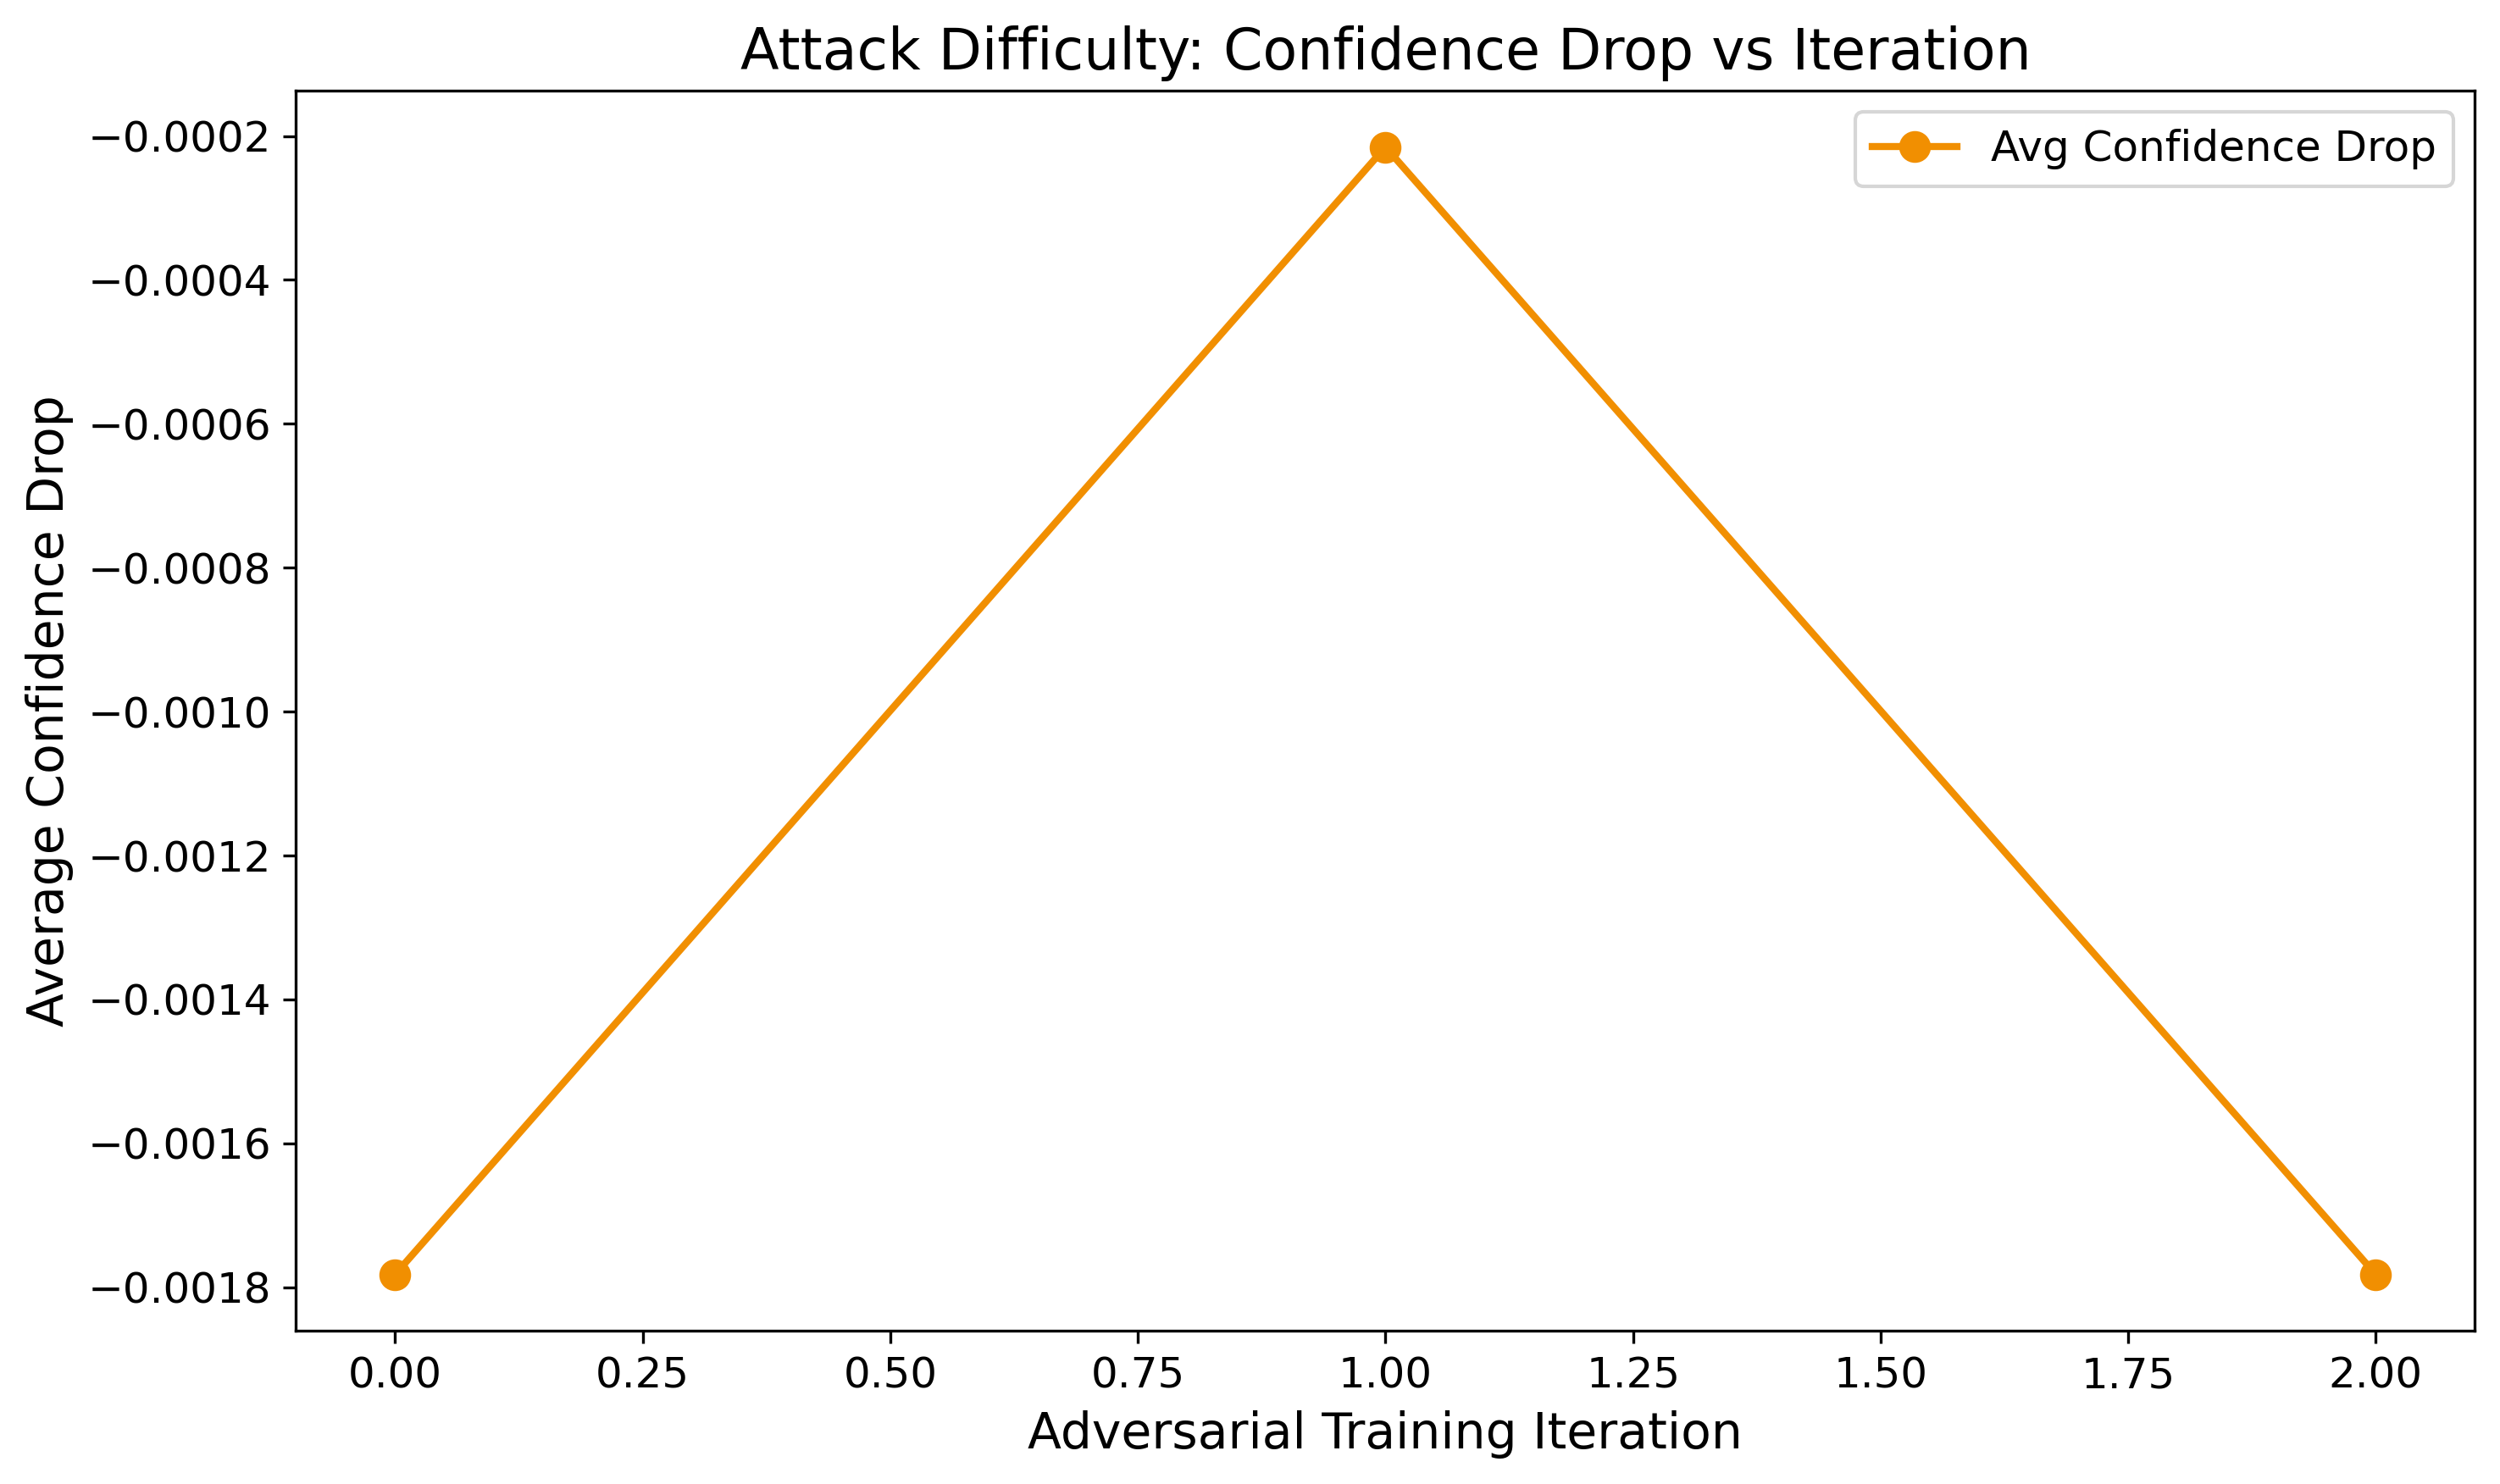 Attack Difficulty: Confidence Drop vs Iteration
Avg Confidence Drop
Average Confidence Drop
−0.0002
−0.0004
−0.0006
−0.0008
−0.0010
−0.0012
−0.0014
−0.0016
−0.0018
0.00 0.25 0.50 0.75 1.00 1.25 1.50 1.75 2.00
Adversarial Training Iteration